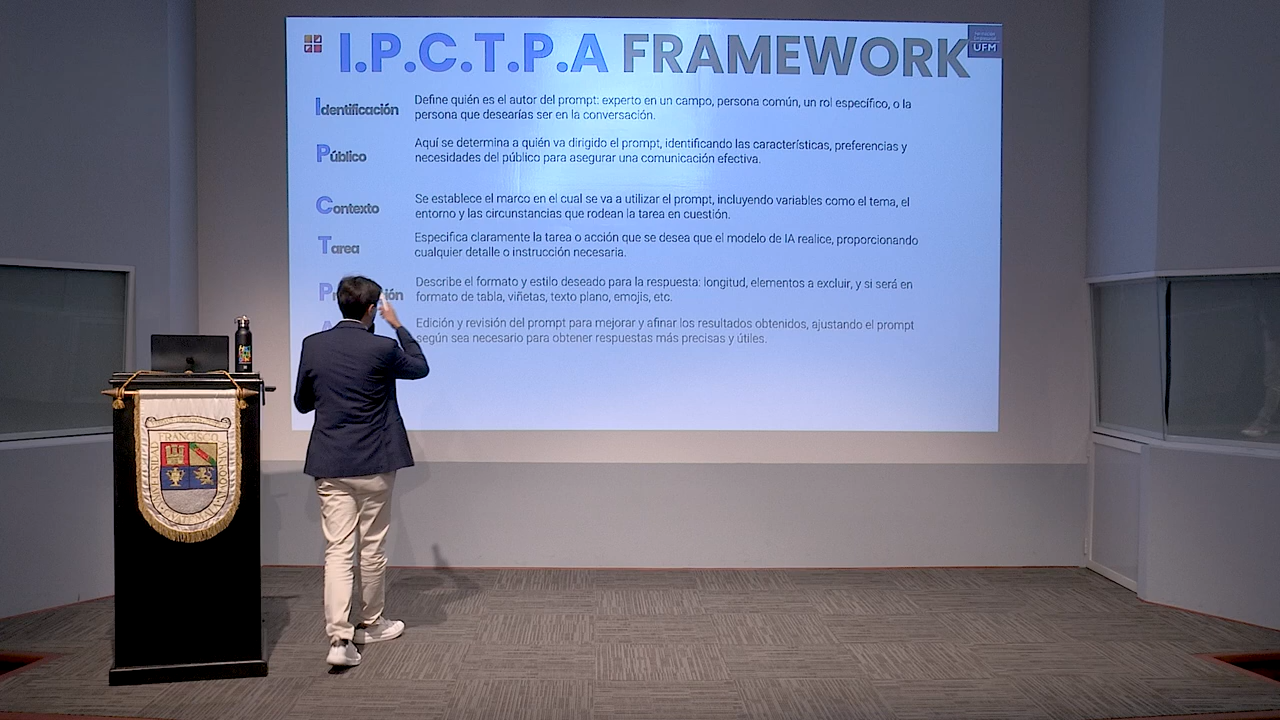 I.P.C.T.P.A FRAMEWORK
UFM
Identificación
Define quién es el autor del prompt: experto en un campo, persona común, un rol específico, o la
persona que desearías ser en la conversación.
Público
Aquí se determina a quién va dirigido el prompt, identificando las características, preferencias y
necesidades del público para asegurar una comunicación efectiva.
Contexto
Se establece el marco en el cual se va a utilizar el prompt, incluyendo variables como el tema, el
entorno y las circunstancias que rodean la tarea en cuestión.
Tarea
Especifica claramente la tarea o acción que se desea que el modelo de IA realice, proporcionando
cualquier detalle o instrucción necesaria.
Describe el formato y estilo deseado para la respuesta: longitud, elementos a excluir, y si será en
formato de tabla, viñetas, texto plano, emojis, etc.
Edición y revisión del prompt para mejorar y afinar los resultados obtenidos, ajustando el prompt
según sea necesario para obtener respuestas más precisas y útiles.
FRANCISCO